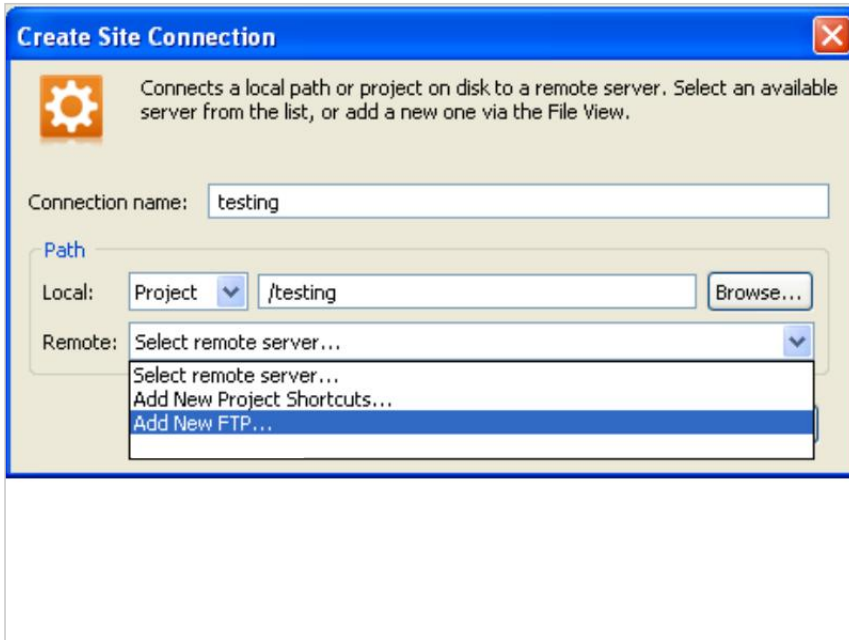 Create Site Connection
Connects a local path or project on disk to a remote server. Select an available
server from the list, or add a new one via the File View.
Connection name: testing
Path
Local: Project /testing Browse...
Remote: Select remote server...
Select remote server...
Add New Project Shortcuts...
Add New FTP...